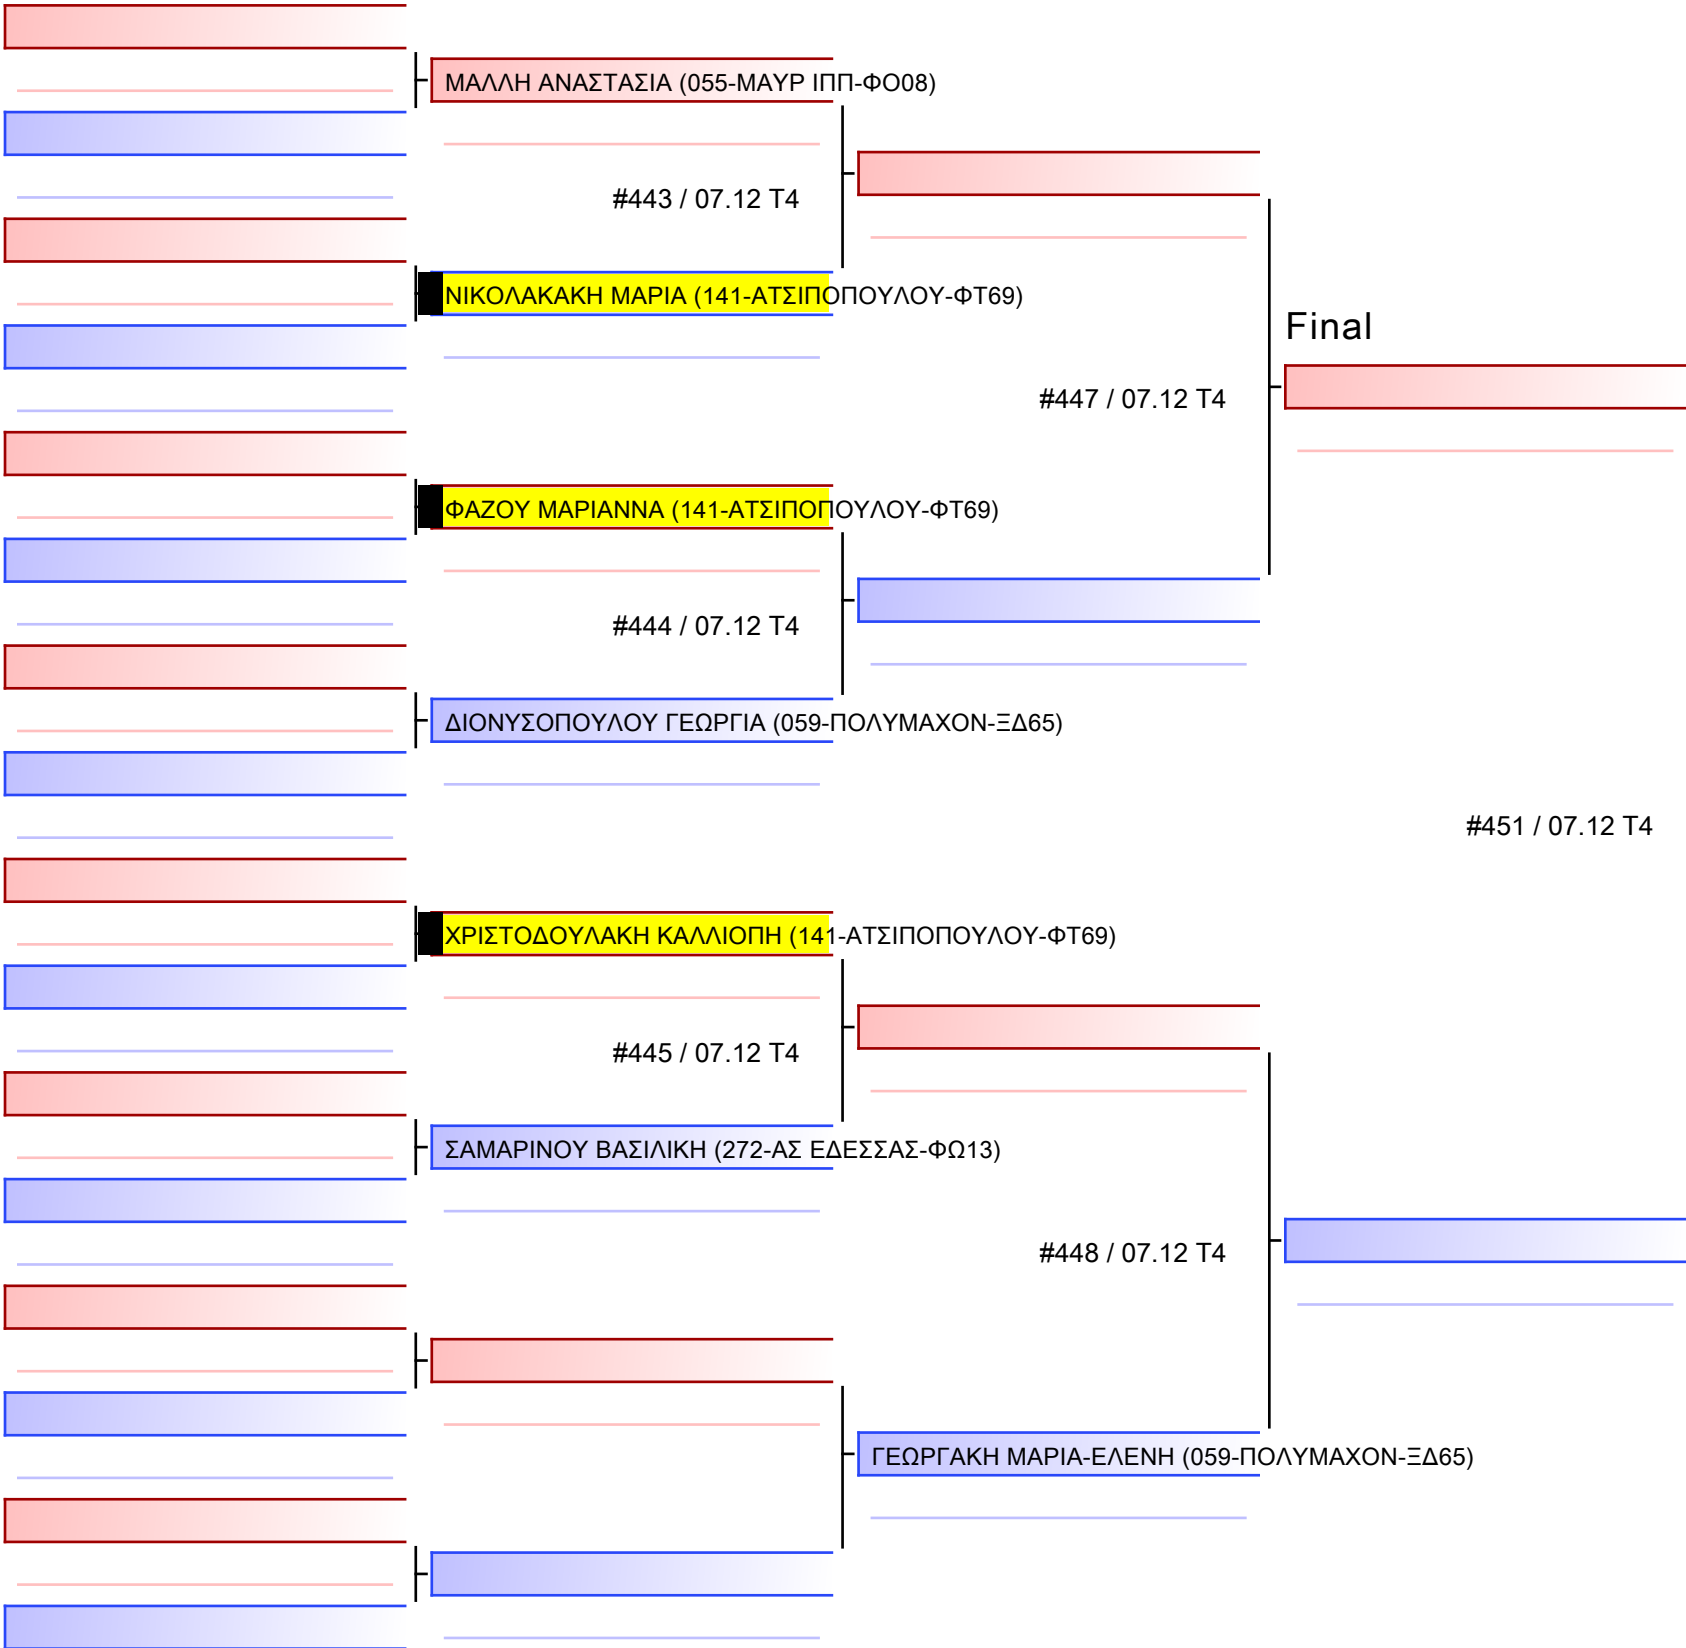 ΜΑΛΛΗ ΑΝΑΣΤΑΣΙΑ (055-ΜΑΥΡ ΙΠΠ-ΦΟ08)
#443 / 07.12 T4
ΝΙΚΟΛΑΚΑΚΗ ΜΑΡΙΑ (141-ΑΤΣΙΠΟΠΟΥΛΟΥ-ΦΤ69)
Final
#447 / 07.12 T4
ΦΑΖΟΥ ΜΑΡΙΑΝΝΑ (141-ΑΤΣΙΠΟΠΟΥΛΟΥ-ΦΤ69)
#444 / 07.12 T4
ΔΙΟΝΥΣΟΠΟΥΛΟΥ ΓΕΩΡΓΙΑ (059-ΠΟΛΥΜΑΧΟΝ-ΞΔ65)
#451 / 07.12 T4
ΧΡΙΣΤΟΔΟΥΛΑΚΗ ΚΑΛΛΙΟΠΗ (141-ΑΤΣΙΠΟΠΟΥΛΟΥ-ΦΤ69)
#445 / 07.12 T4
ΣΑΜΑΡΙΝΟΥ ΒΑΣΙΛΙΚΗ (272-ΑΣ ΕΔΕΣΣΑΣ-ΦΩ13)
#448 / 07.12 T4
ΓΕΩΡΓΑΚΗ ΜΑΡΙΑ-ΕΛΕΝΗ (059-ΠΟΛΥΜΑΧΟΝ-ΞΔ65)